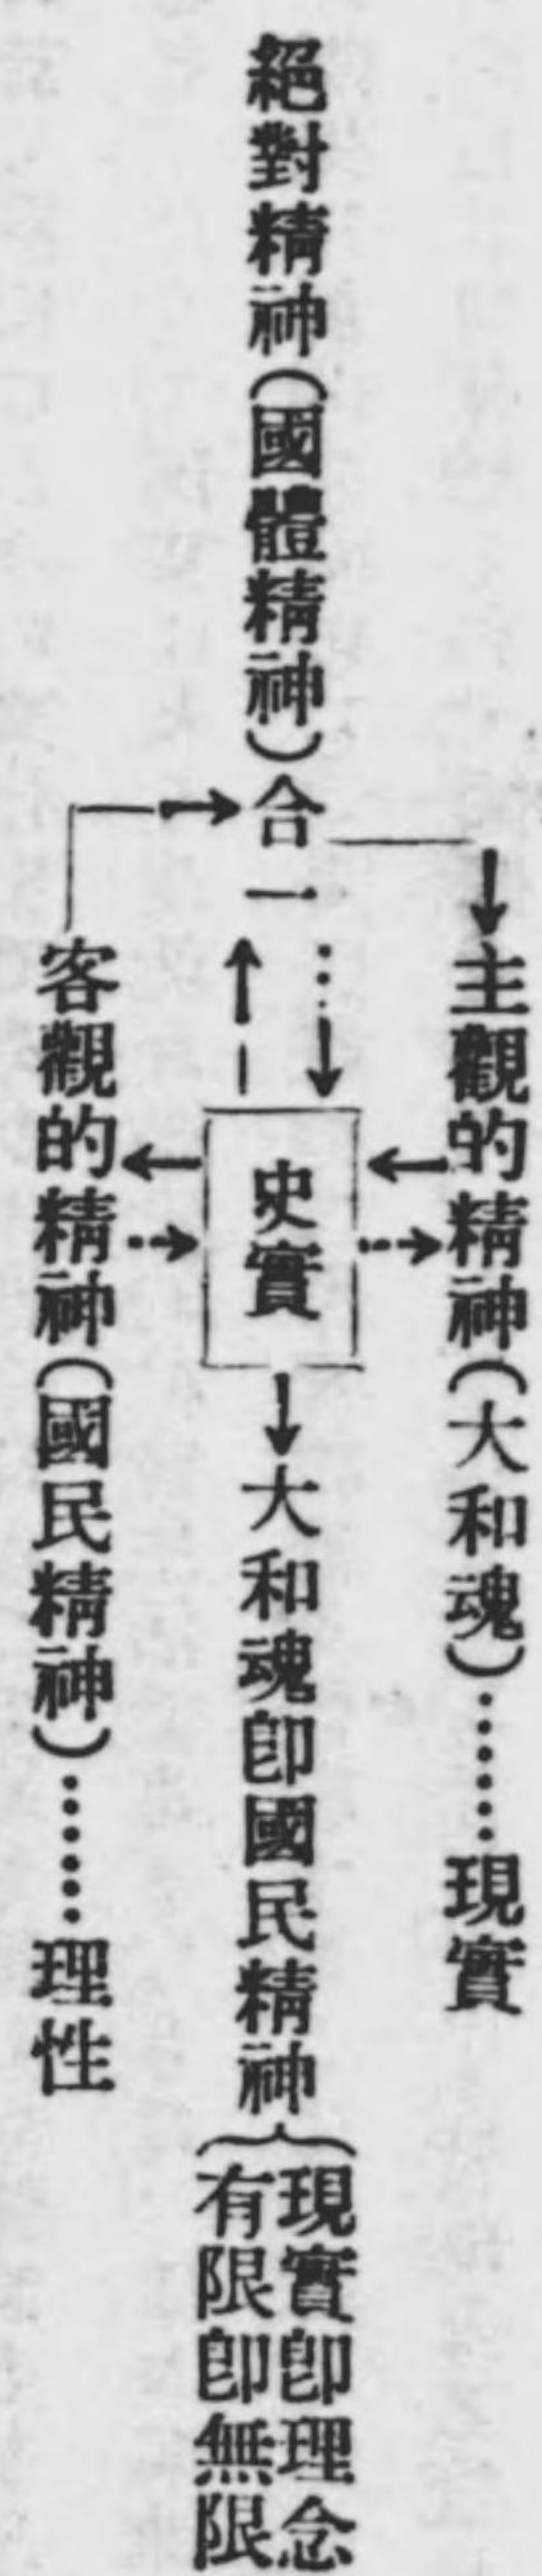 主觀的精神(大和魂)……現實
絕對精神(國體精神)合一
史實
大和魂卽國民精神
現實卽理念
有限卽無限
客觀的精神(國民精神)……理性